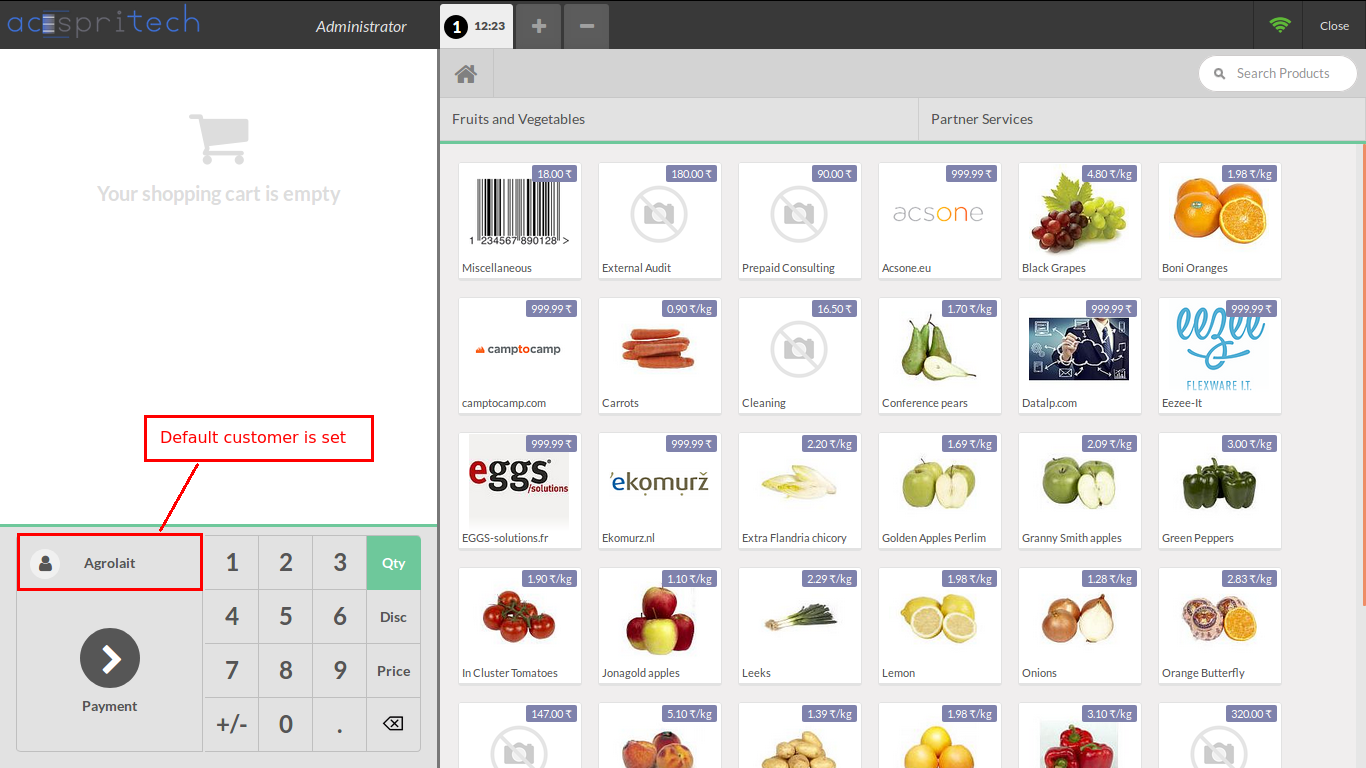 acespritech
Administrator
1 12:23
+
−
Close
Search Products
Fruits and Vegetables
Partner Services
Your shopping cart is empty
18.00 ₹
1 234567 890128 >
Miscellaneous
180.00 ₹
External Audit
90.00 ₹
Prepaid Consulting
999.99 ₹
acsone
Acsone.eu
4.80 ₹/kg
Black Grapes
1.98 ₹/kg
Boni Oranges
999.99 ₹
camptocamp
camptocamp.com
0.90 ₹/kg
Carrots
16.50 ₹
Cleaning
1.70 ₹/kg
Conference pears
999.99 ₹
Datalp.com
999.99 ₹
eezee
FLEXWARE I.T.
Eezee-It
Default customer is set
999.99 ₹
eggs
/solutions
EGGS-solutions.fr
999.99 ₹
'ekomurž
Ekomurz.nl
2.20 ₹/kg
Extra Flandria chicory
1.69 ₹/kg
Golden Apples Perlim
2.09 ₹/kg
Granny Smith apples
3.00 ₹/kg
Green Peppers
Agrolait
1 2 3 Qty
4 5 6 Disc
7 8 9 Price
+/- 0 .
Payment
1.90 ₹/kg
In Cluster Tomatoes
1.10 ₹/kg
Jonagold apples
2.29 ₹/kg
Leeks
1.98 ₹/kg
Lemon
1.28 ₹/kg
Onions
2.83 ₹/kg
Orange Butterfly
147.00 ₹
5.10 ₹/kg
1.39 ₹/kg
1.98 ₹/kg
3.10 ₹/kg
320.00 ₹